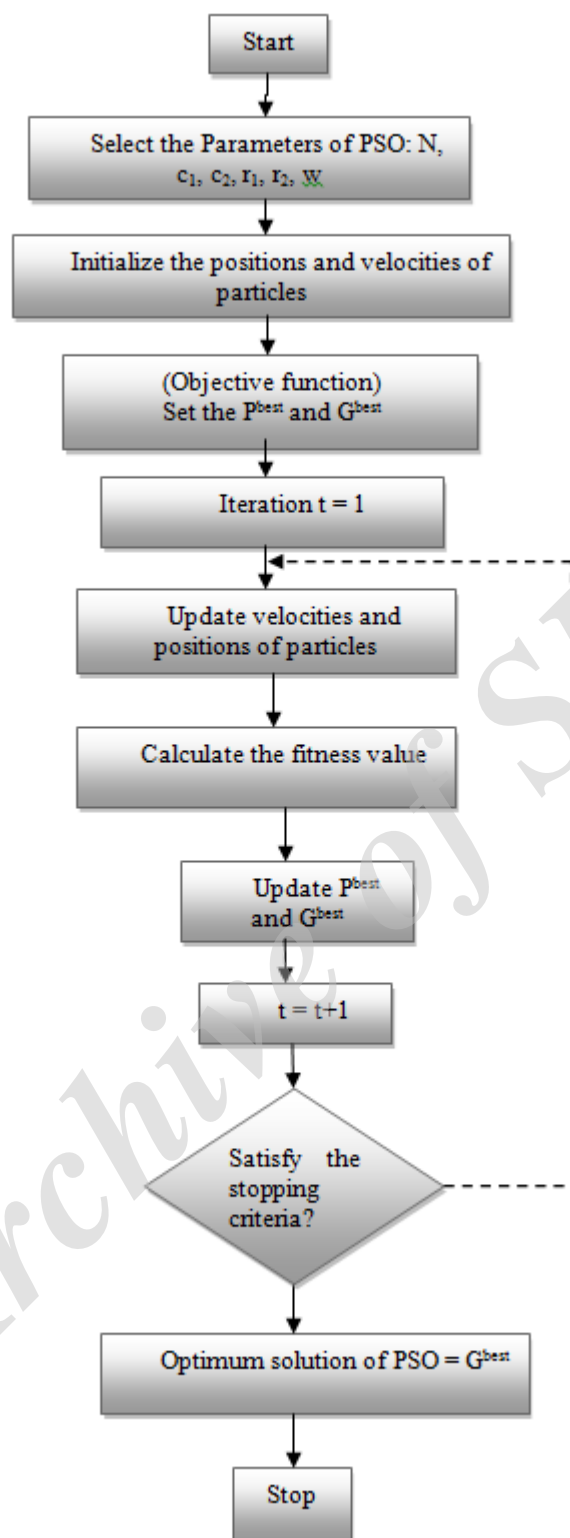 Start
Select the Parameters of PSO: N,
c₁, c₂, r₁, r₂, w
Initialize the positions and velocities of
particles
(Objective function)
Set the Pᵇᵉˢᵗ and Gᵇᵉˢᵗ
Iteration t = 1
Update velocities and
positions of particles
Calculate the fitness value
Update Pᵇᵉˢᵗ
and Gᵇᵉˢᵗ
t = t+1
Satisfy the
stopping
criteria?
Optimum solution of PSO = Gᵇᵉˢᵗ
Stop
Archive of S